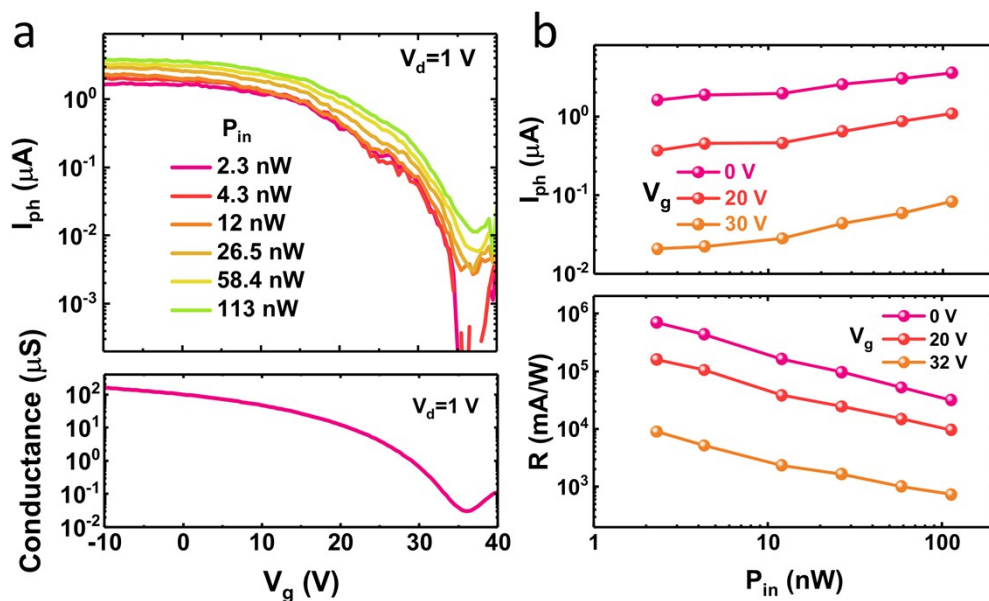 a
V_d=1 V
10^0
10^-1
10^-2
10^-3
I_ph (μA)
P_in
2.3 nW
4.3 nW
12 nW
26.5 nW
58.4 nW
113 nW
Conductance (μS)
10^2
10^1
10^0
10^-1
10^-2
V_d=1 V
-10 0 10 20 30 40
V_g (V)
b
I_ph (μA)
10^0
10^-1
10^-2
V_g
0 V
20 V
30 V
R (mA/W)
10^6
10^5
10^4
10^3
V_g
0 V
20 V
32 V
1 10 100
P_in (nW)